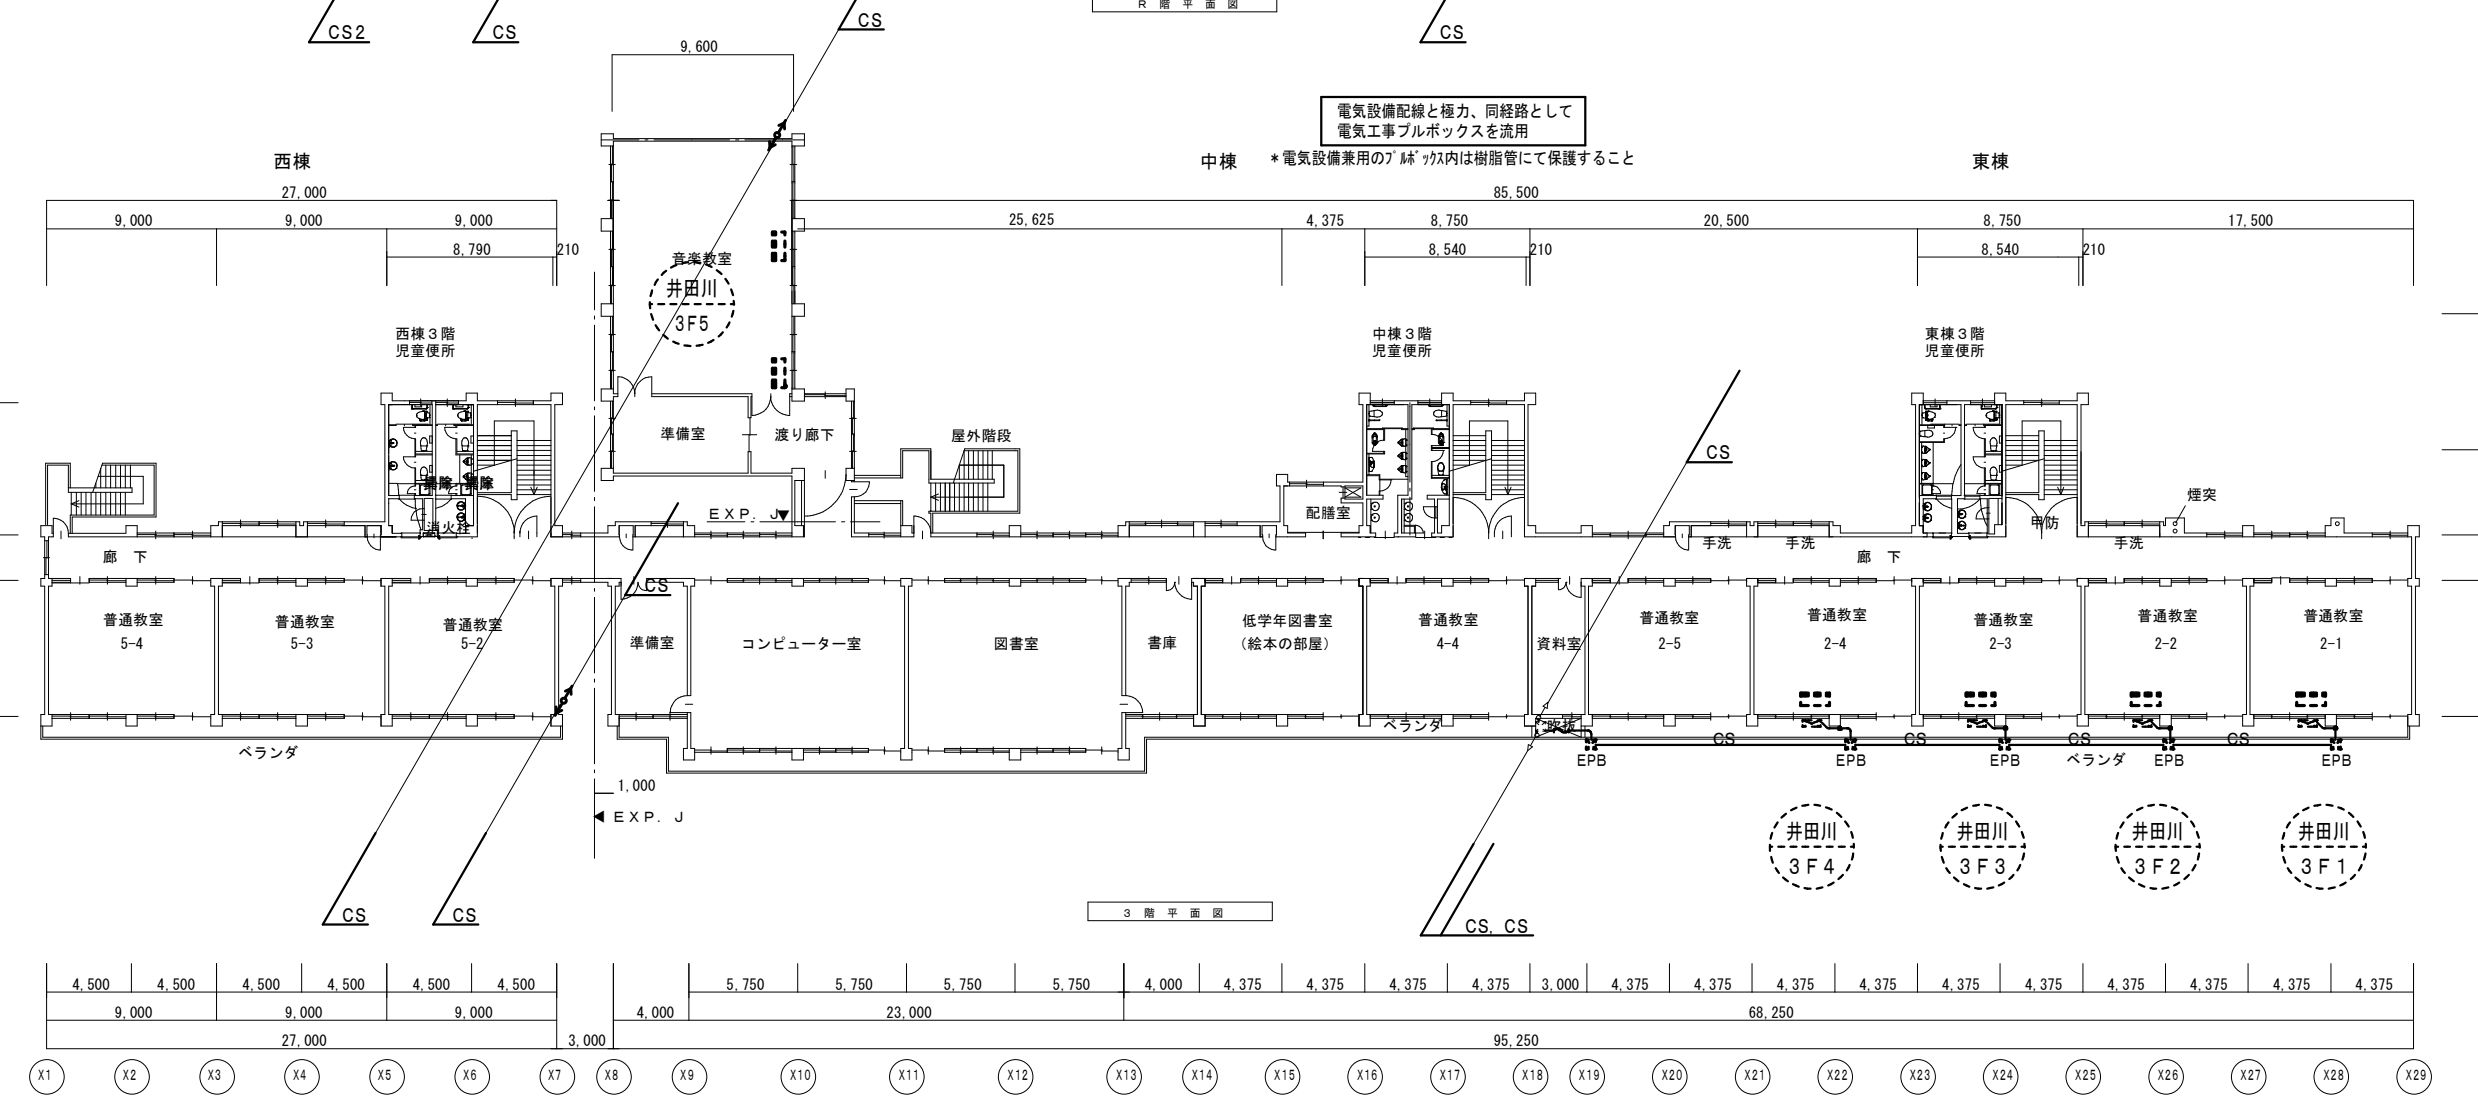 R 階 平 面 図
CS2
CS
CS
CS
9,600
電気設備配線と極力、同経路として
電気工事プルボックスを流用
*電気設備兼用のプルボックス内は樹脂管にて保護すること
西棟
中棟
東棟
27,000
85,500
9,000
9,000
9,000
25,625
4,375
8,750
20,500
8,750
17,500
8,790
210
8,540
210
8,540
210
音楽教室
井田川
3F5
西棟3階
児童便所
中棟3階
児童便所
東棟3階
児童便所
準備室
渡り廊下
屋外階段
CS
配膳室
煙突
消火栓
EXP. J
手洗
手洗
手洗
廊 下
廊 下
CS
普通教室
5-4
普通教室
5-3
普通教室
5-2
準備室
コンピューター室
図書室
書庫
低学年図書室
(絵本の部屋)
普通教室
4-4
資料室
普通教室
2-5
普通教室
2-4
普通教室
2-3
普通教室
2-2
普通教室
2-1
ベランダ
ベランダ
吹抜
CS
CS
CS
CS
EPB
EPB
EPB
ベランダ
EPB
EPB
1,000
EXP. J
井田川
3F4
井田川
3F3
井田川
3F2
井田川
3F1
CS
CS
3 階 平 面 図
CS, CS
4,500
4,500
4,500
4,500
4,500
4,500
5,750
5,750
5,750
5,750
4,000
4,375
4,375
4,375
4,375
3,000
4,375
4,375
4,375
4,375
4,375
4,375
4,375
4,375
4,375
4,375
9,000
9,000
9,000
4,000
23,000
68,250
27,000
3,000
95,250
X1
X2
X3
X4
X5
X6
X7
X8
X9
X10
X11
X12
X13
X14
X15
X16
X17
X18
X19
X20
X21
X22
X23
X24
X25
X26
X27
X28
X29